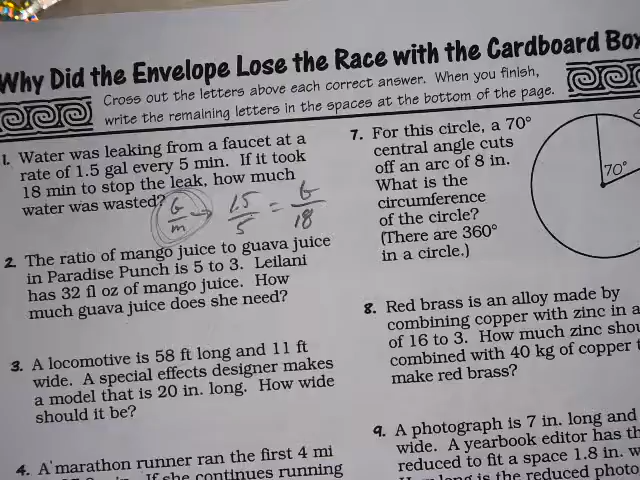 Why Did the Envelope Lose the Race with the Cardboard Box
Cross out the letters above each correct answer. When you finish,
write the remaining letters in the spaces at the bottom of the page.
1. Water was leaking from a faucet at a
rate of 1.5 gal every 5 min. If it took
18 min to stop the leak, how much
water was wasted?
G/m → 15/5 = G/18
2. The ratio of mango juice to guava juice
in Paradise Punch is 5 to 3. Leilani
has 32 fl oz of mango juice. How
much guava juice does she need?
3. A locomotive is 58 ft long and 11 ft
wide. A special effects designer makes
a model that is 20 in. long. How wide
should it be?
4. A marathon runner ran the first 4 mi
If she continues running
7. For this circle, a 70°
central angle cuts
off an arc of 8 in.
What is the
circumference
of the circle?
(There are 360°
in a circle.)
70°
8. Red brass is an alloy made by
combining copper with zinc in a
of 16 to 3. How much zinc
combined with 40 kg of copper
make red brass?
9. A photograph is 7 in. long and
wide. A yearbook editor has
reduced to fit a space 1.8 in.
long is the reduced